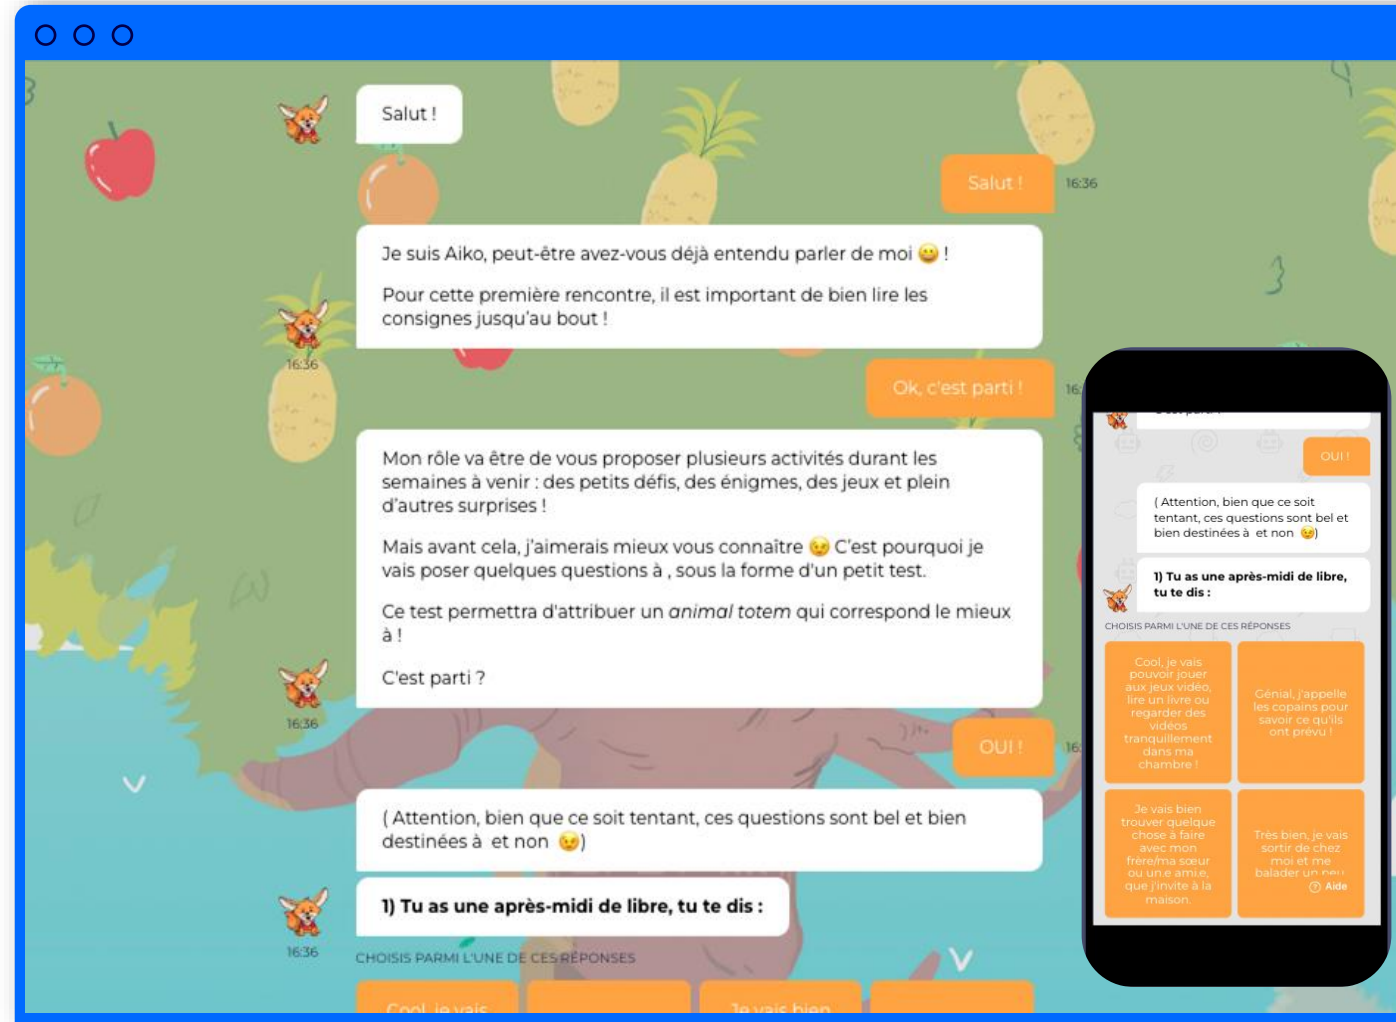 Salut !
Salut !
16:36
Je suis Aiko, peut-être avez-vous déjà entendu parler de moi 😀 !
Pour cette première rencontre, il est important de bien lire les
consignes jusqu'au bout !
16:36
Ok, c'est parti !
16:
Mon rôle va être de vous proposer plusieurs activités durant les
semaines à venir : des petits défis, des énigmes, des jeux et plein
d'autres surprises !
Mais avant cela, j'aimerais mieux vous connaître 😉 C'est pourquoi je
vais poser quelques questions à , sous la forme d'un petit test.
Ce test permettra d'attribuer un animal totem qui correspond le mieux
à !
C'est parti ?
16:36
OUI !
16:
( Attention, bien que ce soit tentant, ces questions sont bel et bien
destinées à et non 😉)
1) Tu as une après-midi de libre, tu te dis :
16:36
CHOISIS PARMI L'UNE DE CES RÉPONSES
Cool, je vais
Je vais bien
OUI !
( Attention, bien que ce soit
tentant, ces questions sont bel et
bien destinées à et non 😉)
1) Tu as une après-midi de libre,
tu te dis :
CHOISIS PARMI L'UNE DE CES RÉPONSES
Cool, je vais
pouvoir jouer
aux jeux vidéo,
lire un livre ou
regarder des
vidéos
tranquillement
dans ma
chambre !
Génial, j'appelle
les copains pour
savoir ce qu'ils
ont prévu !
Je vais bien
trouver quelque
chose à faire
avec mon
frère/ma sœur
ou un.e ami.e,
que j'invite à la
maison.
Très bien, je vais
sortir de chez
moi et me
balader un peu
Aide